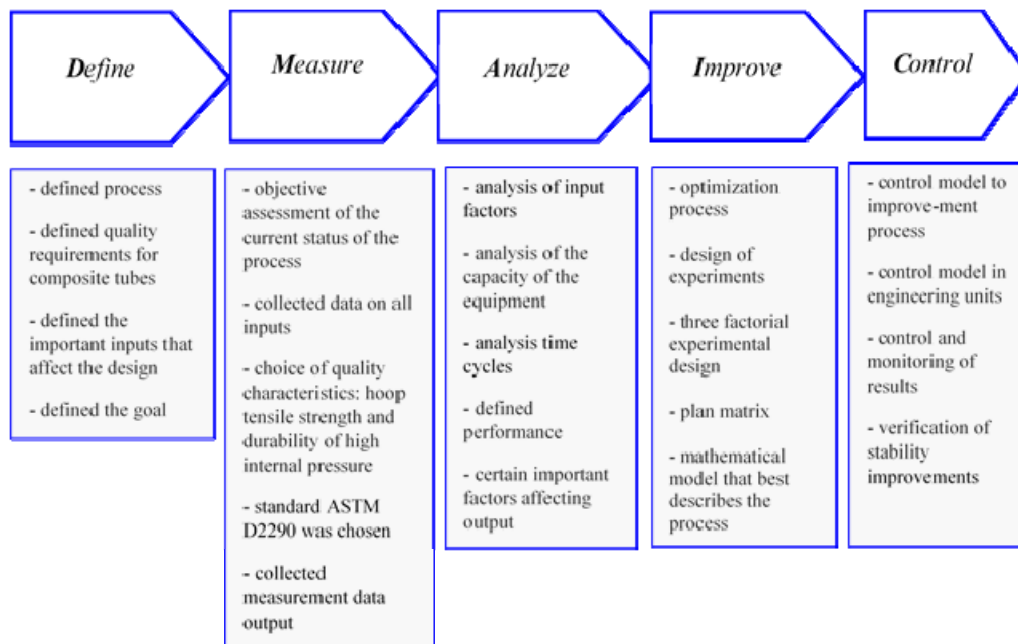 Define
Measure
Analyze
Improve
Control
- defined process
- defined quality
requirements for
composite tubes
- defined the
important inputs that
affect the design
- defined the goal
- objective
assessment of the
current status of the
process
- collected data on all
inputs
- choice of quality
characteristics: hoop
tensile strength and
durability of high
internal pressure
- standard ASTM
D2290 was chosen
- collected
measurement data
output
- analysis of input
factors
- analysis of the
capacity of the
equipment
- analysis time
cycles
- defined
performance
- certain important
factors affecting
output
- optimization
process
- design of
experiments
- three factorial
experimental
design
- plan matrix
- mathematical
model that best
describes the
process
- control model to
improve-ment
process
- control model in
engineering units
- control and
monitoring of
results
- verification of
stability
improvements